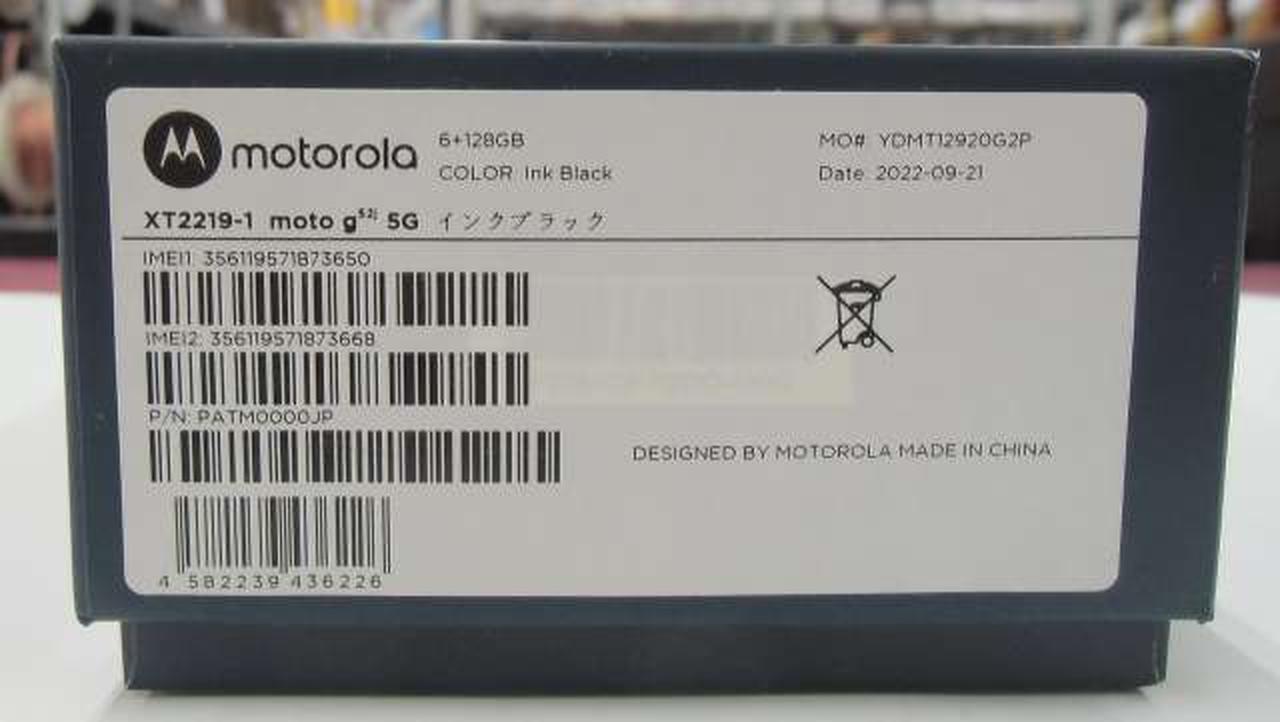 motorola
6+128GB
COLOR Ink Black
MO# YDMT12920G2P
Date 2022-09-21
XT2219-1 moto g52j 5G インクブラック
IMEI1: 356119571873650
IMEI2: 356119571873668
P/N: PATM0000JP
DESIGNED BY MOTOROLA MADE IN CHINA
4 582239 436226